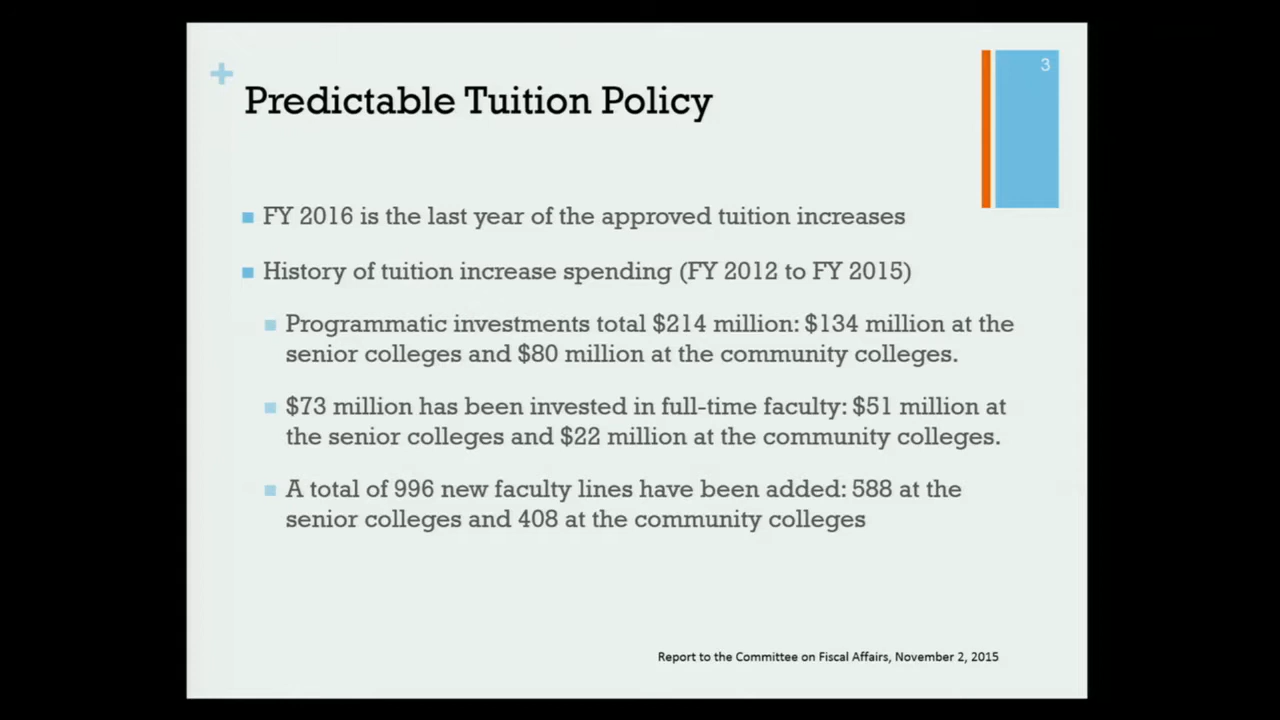 3
Predictable Tuition Policy
FY 2016 is the last year of the approved tuition increases
History of tuition increase spending (FY 2012 to FY 2015)
Programmatic investments total $214 million: $134 million at the
senior colleges and $80 million at the community colleges.
$73 million has been invested in full-time faculty: $51 million at
the senior colleges and $22 million at the community colleges.
A total of 996 new faculty lines have been added: 588 at the
senior colleges and 408 at the community colleges
Report to the Committee on Fiscal Affairs, November 2, 2015